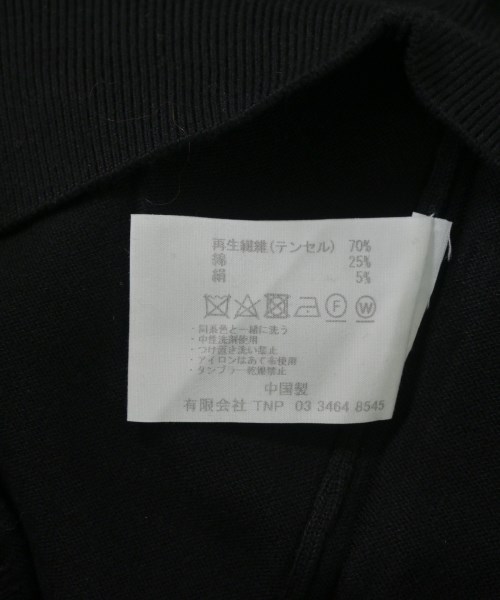 再生繊維(テンセル) 70%
綿 25%
絹 5%
F W
・同系色と一緒に洗う
・中性洗剤使用
・つけ置き洗い禁止
・アイロンはあて布使用
・タンブラー乾燥禁止
中国製
有限会社 TNP 03 3464 8545